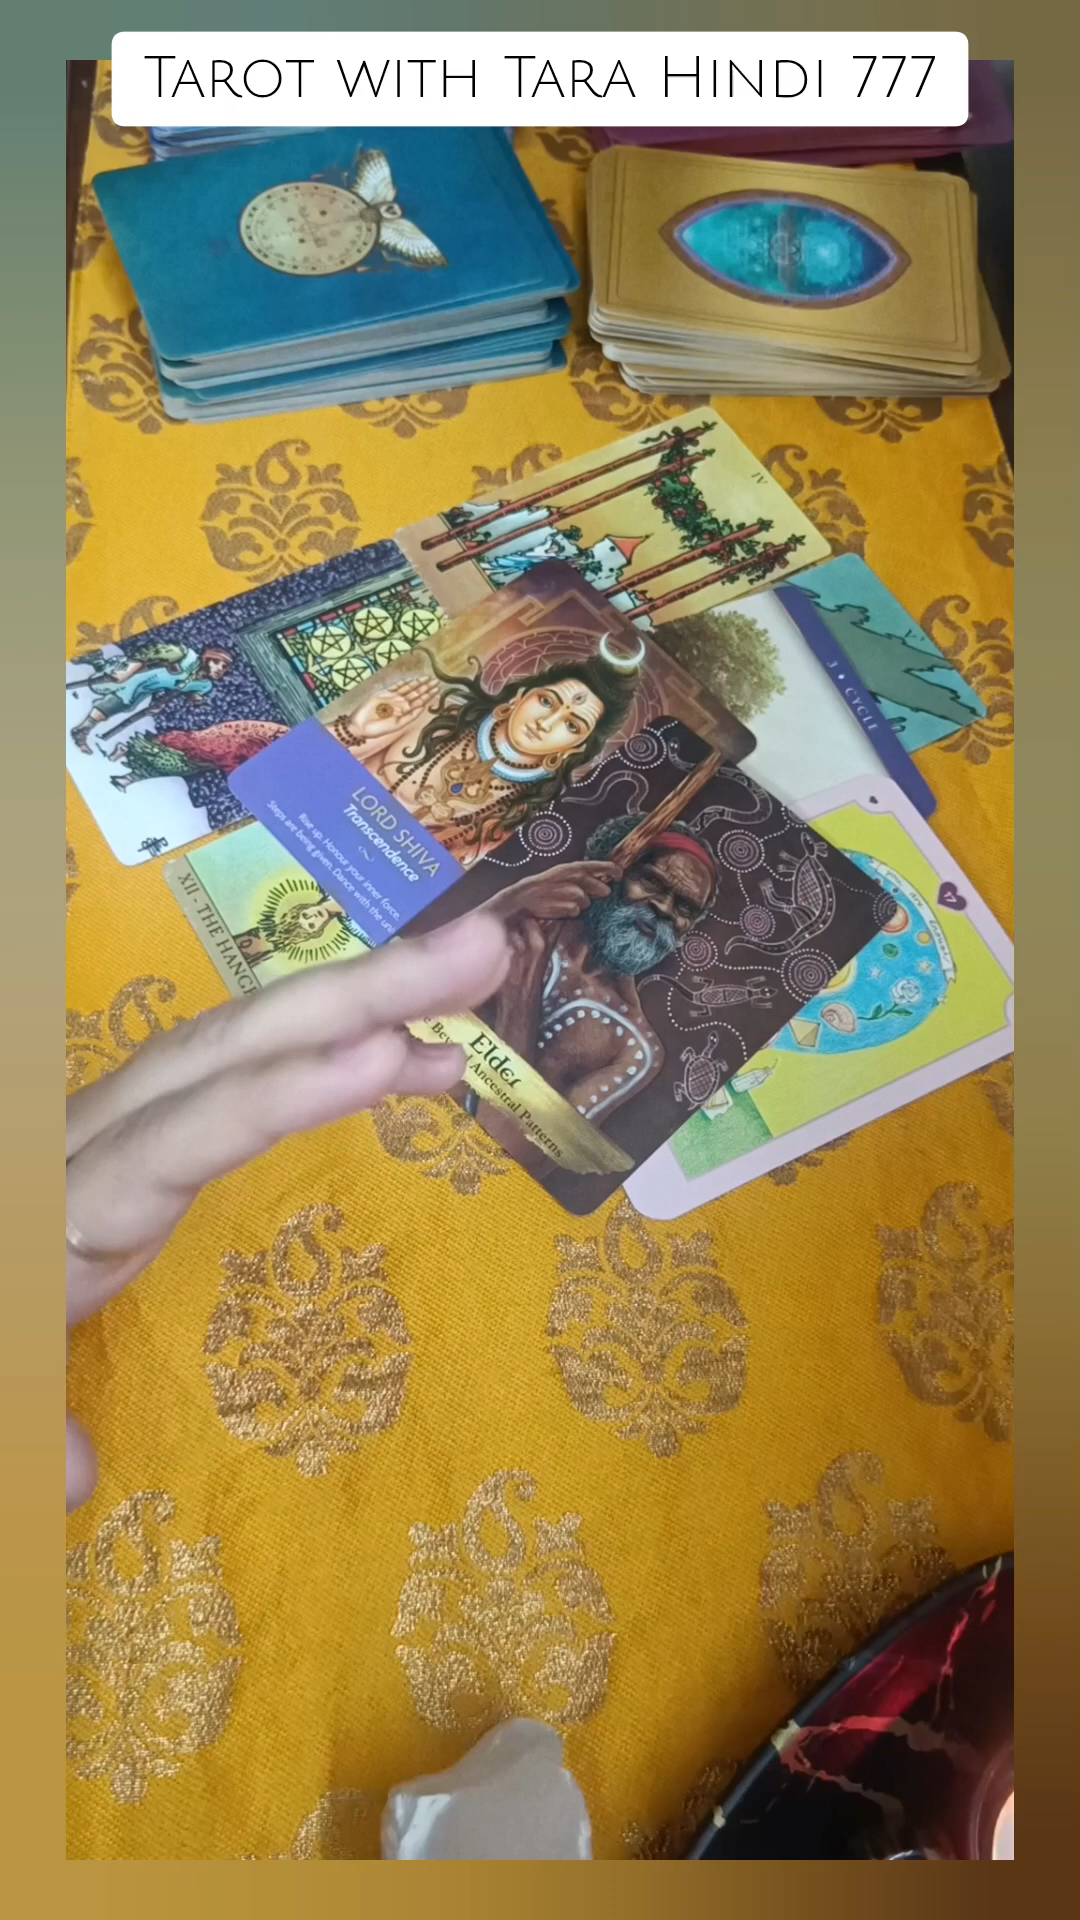 TAROT WITH TARA HINDI 777
IV
3 ♦ CYCLE
LORD SHIVA
Transcendence
Rise up. Honour your inner force.
Steps are being given. Dance with the
XII - THE HANG
Elder
Ancestral Patterns